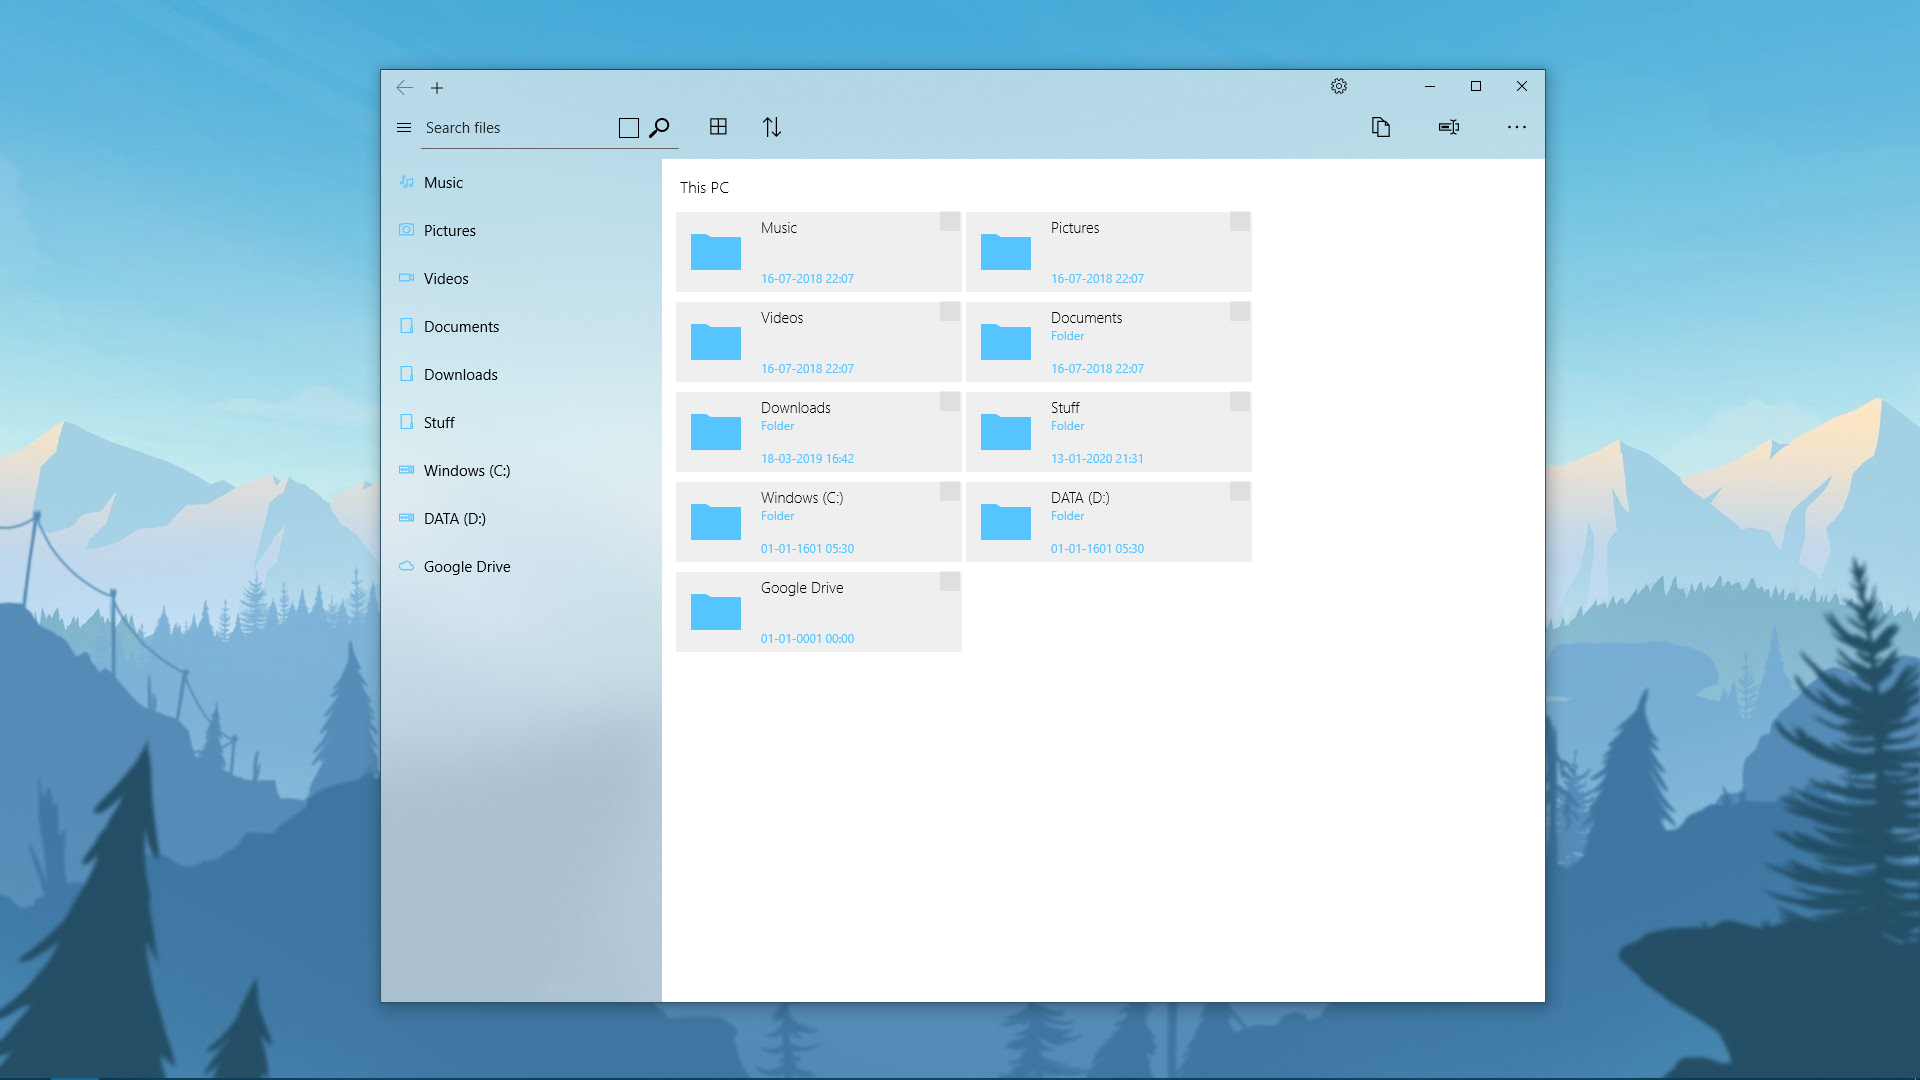 Search files
Music
Pictures
Videos
Documents
Downloads
Stuff
Windows (C:)
DATA (D:)
Google Drive
This PC
Music
16-07-2018 22:07
Pictures
16-07-2018 22:07
Videos
16-07-2018 22:07
Documents
Folder
16-07-2018 22:07
Downloads
Folder
18-03-2019 16:42
Stuff
Folder
13-01-2020 21:31
Windows (C:)
Folder
01-01-1601 05:30
DATA (D:)
Folder
01-01-1601 05:30
Google Drive
01-01-0001 00:00